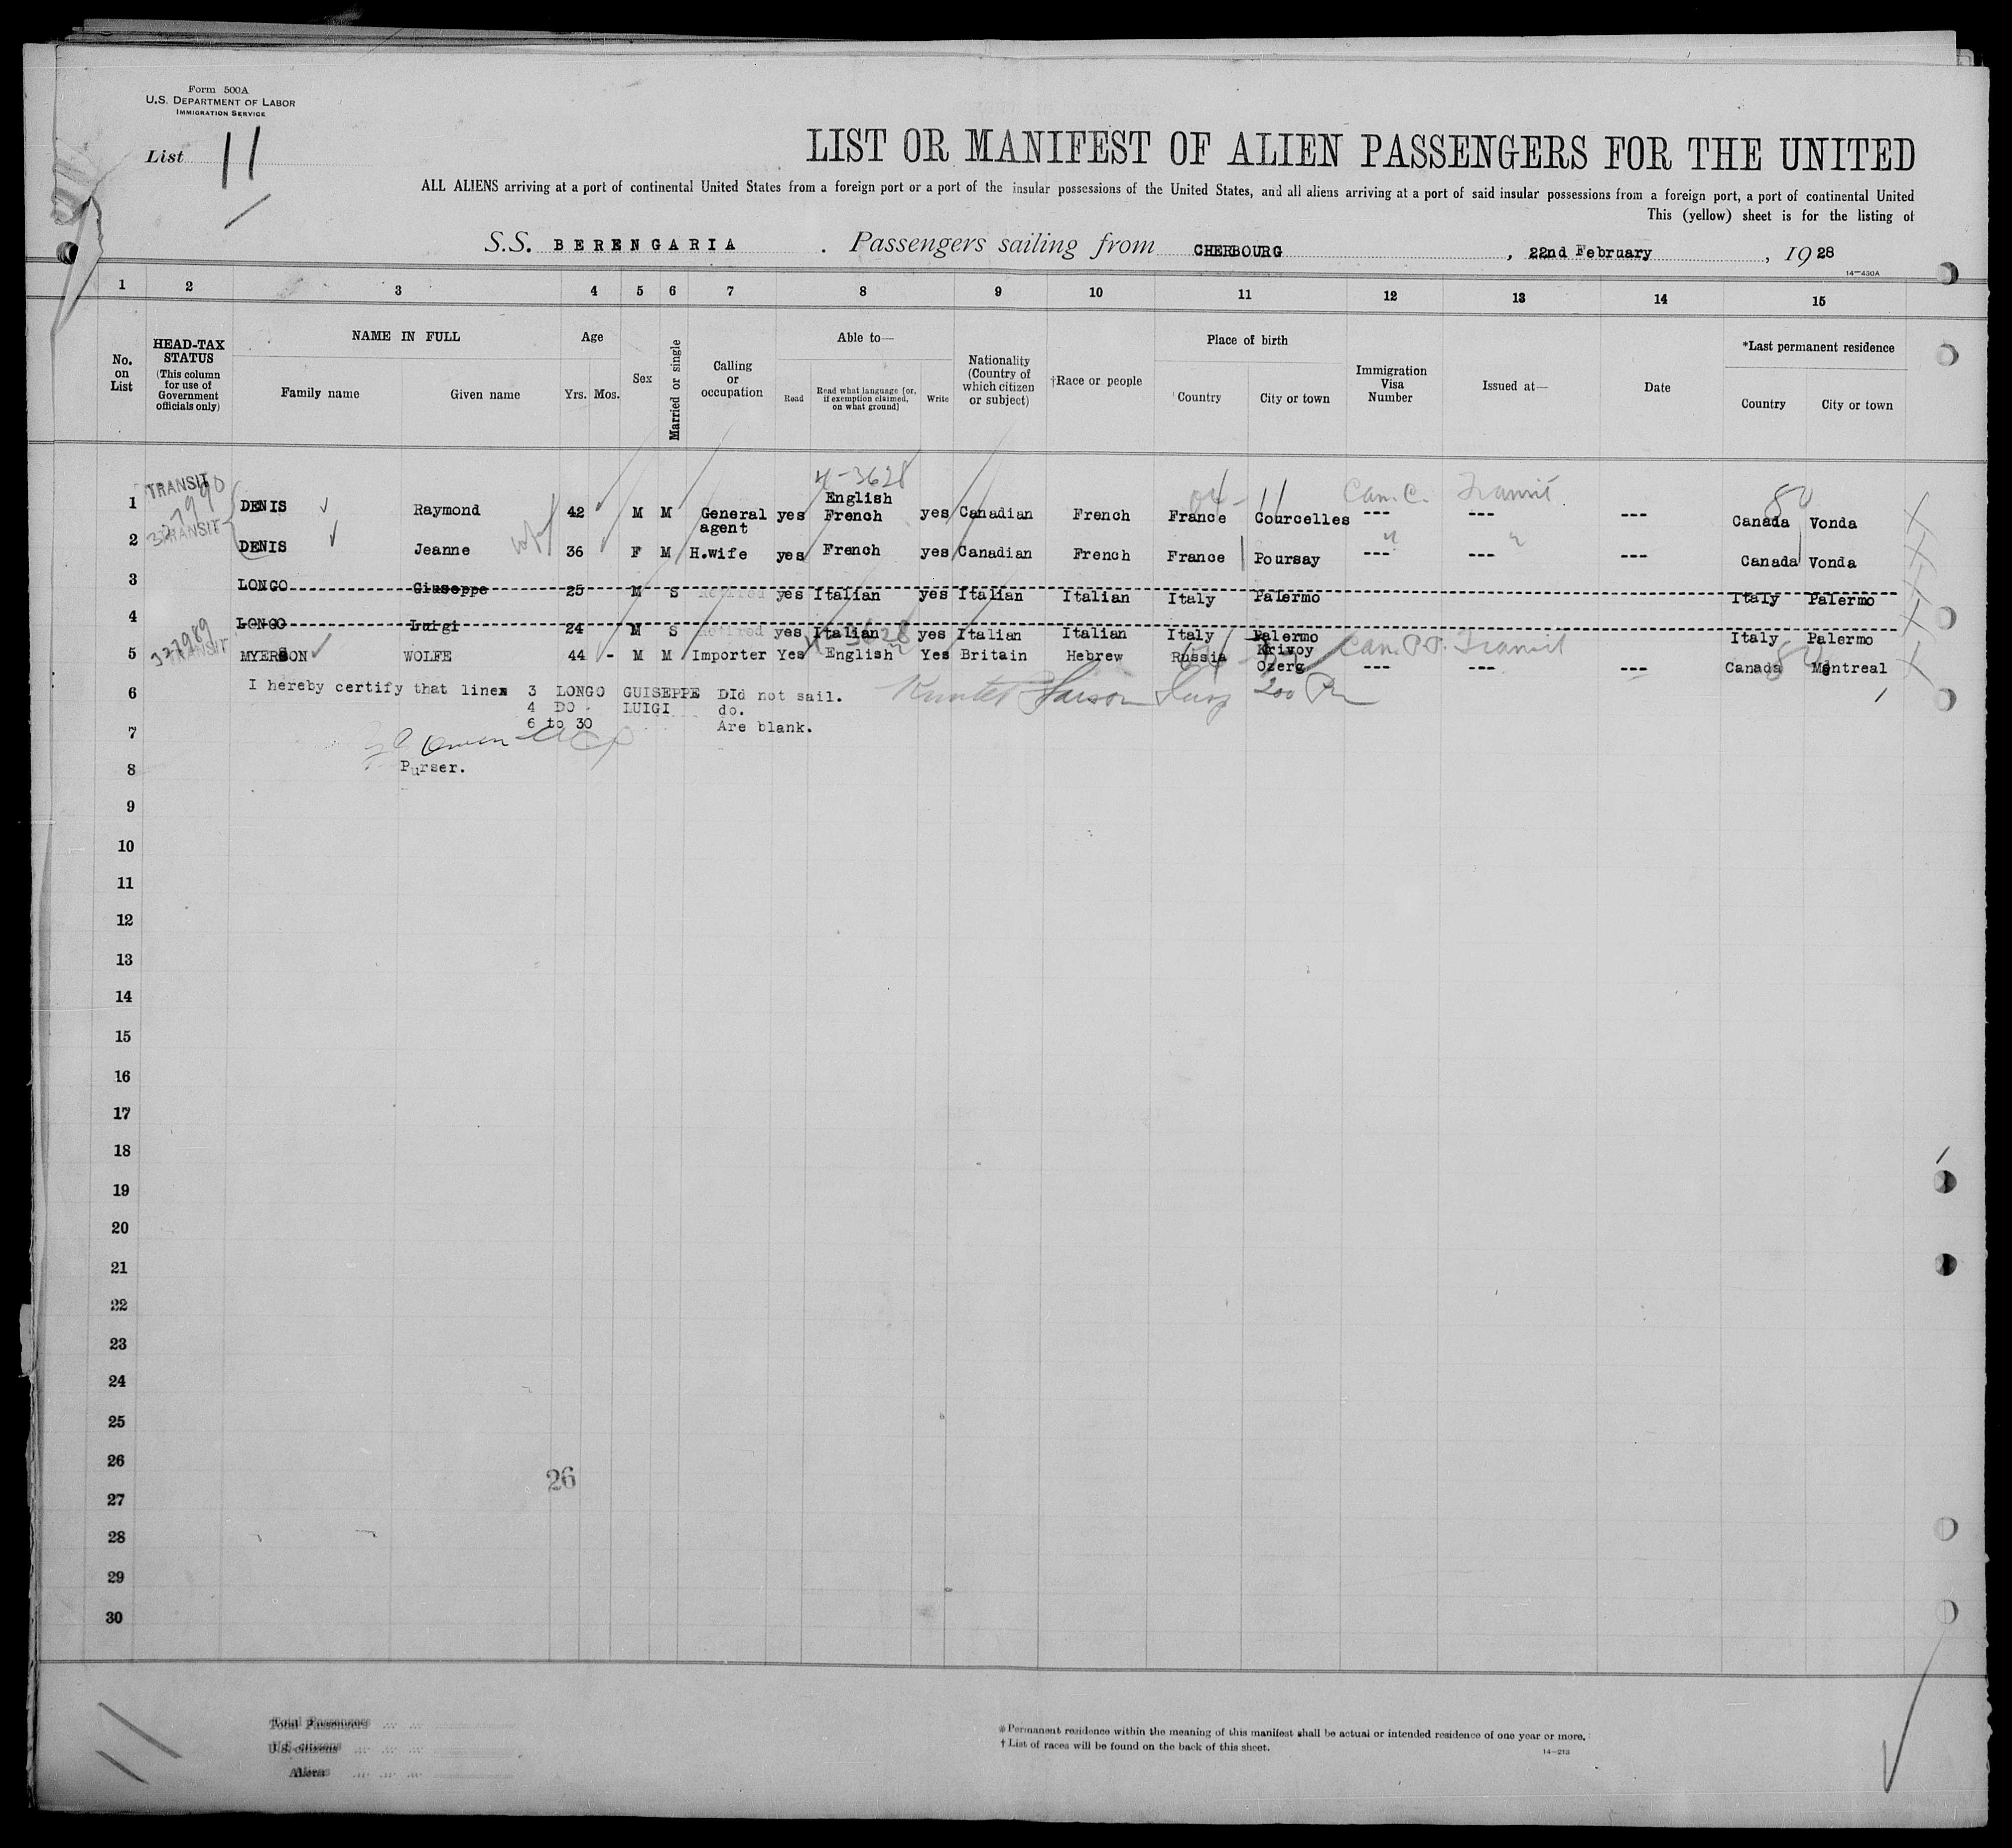 Form 500A
U.S. DEPARTMENT OF LABOR
IMMIGRATION SERVICE
List 11
LIST OR MANIFEST OF ALIEN PASSENGERS FOR THE UNITED
ALL ALIENS arriving at a port of continental United States from a foreign port or a port of the insular possessions of the United States, and all aliens arriving at a port of said insular possessions from a foreign port, a port of continental United
This (yellow) sheet is for the listing of
S.S. BERENGARIA . Passengers sailing from CHERBOURG , 22nd February , 1928
14—430A
1 2 3 4 5 6 7 8 9 10 11 12 13 14 15
No. on List
HEAD-TAX STATUS (This column for use of Government officials only)
NAME IN FULL
Family name Given name
Age
Yrs. Mos.
Sex
Married or single
Calling or occupation
Able to—
Read
Read what language [or, if exemption claimed, on what ground]
Write
Nationality (Country of which citizen or subject)
†Race or people
Place of birth
Country City or town
Immigration Visa Number
Issued at—
Date
*Last permanent residence
Country City or town
4-3628
1 TRANSIT DENIS Raymond 42 M M General agent yes English French yes Canadian French France Courcelles Can. C. Transit --- --- --- Canada Vonda
2 TRANSIT DENIS Jeanne 36 F M H.wife yes French yes Canadian French France Poursay --- --- --- Canada Vonda
3 LONGO Giuseppe 25 M S Retired yes Italian yes Italian Italian Italy Palermo Italy Palermo
4 LONGO Luigi 24 M S Retired yes Italian yes Italian Italian Italy Palermo Italy Palermo
5 327989 TRANSIT MYERSON WOLFE 44 - M M Importer Yes English Yes Britain Hebrew Russia Krivoy Ozerg Can. P.P. Transit --- --- --- Canada Montreal
6 I hereby certify that lines 3 LONGO GUISEPPE DId not sail.
4 DO LUIGI do.
6 to 30 Are blank.
7
Purser.
8
9
10
11
12
13
14
15
16
17
18
19
20
21
22
23
24
25
26
26
27
28
29
30
Total Passengers
U.S. citizens
Aliens
* Permanent residence within the meaning of this manifest shall be actual or intended residence of one year or more.
† List of races will be found on the back of this sheet.
14—213